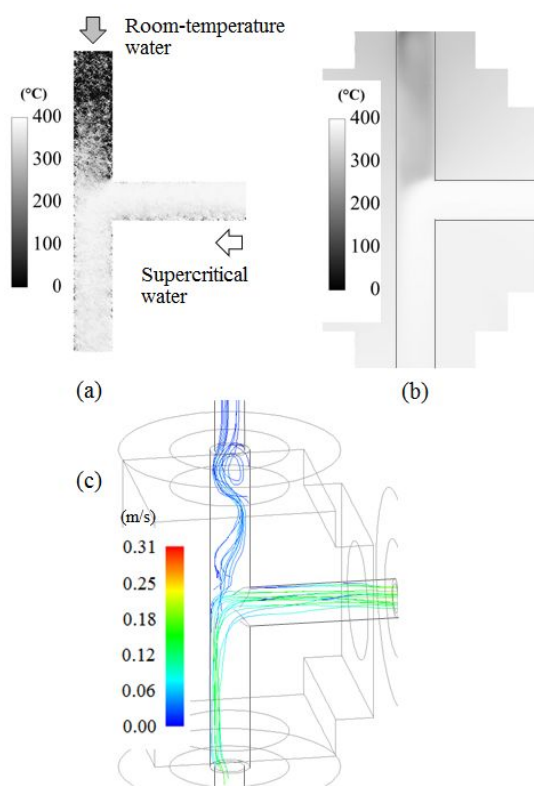 Room-temperature
water
(°C)
400
300
200
100
0
Supercritical
water
(a)
(°C)
400
300
200
100
0
(b)
(c)
(m/s)
0.31
0.25
0.18
0.12
0.06
0.00